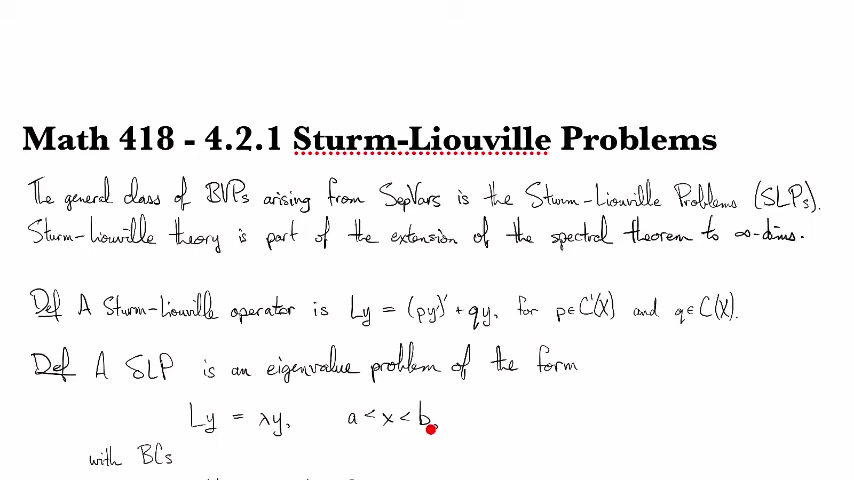 Math 418 - 4.2.1 Sturm-Liouville Problems
The general class of BVPs arising from SepVars is the Sturm-Liouville Problems (SLPs).
Sturm-Liouville theory is part of the extension of the spectral theorem to ∞-dims.
Def A Sturm-Liouville operator is Ly = (py')' + qy, for p∈C'(X) and q∈C(X).
Def A SLP is an eigenvalue problem of the form
Ly = λy, a < x < b,
with BCs